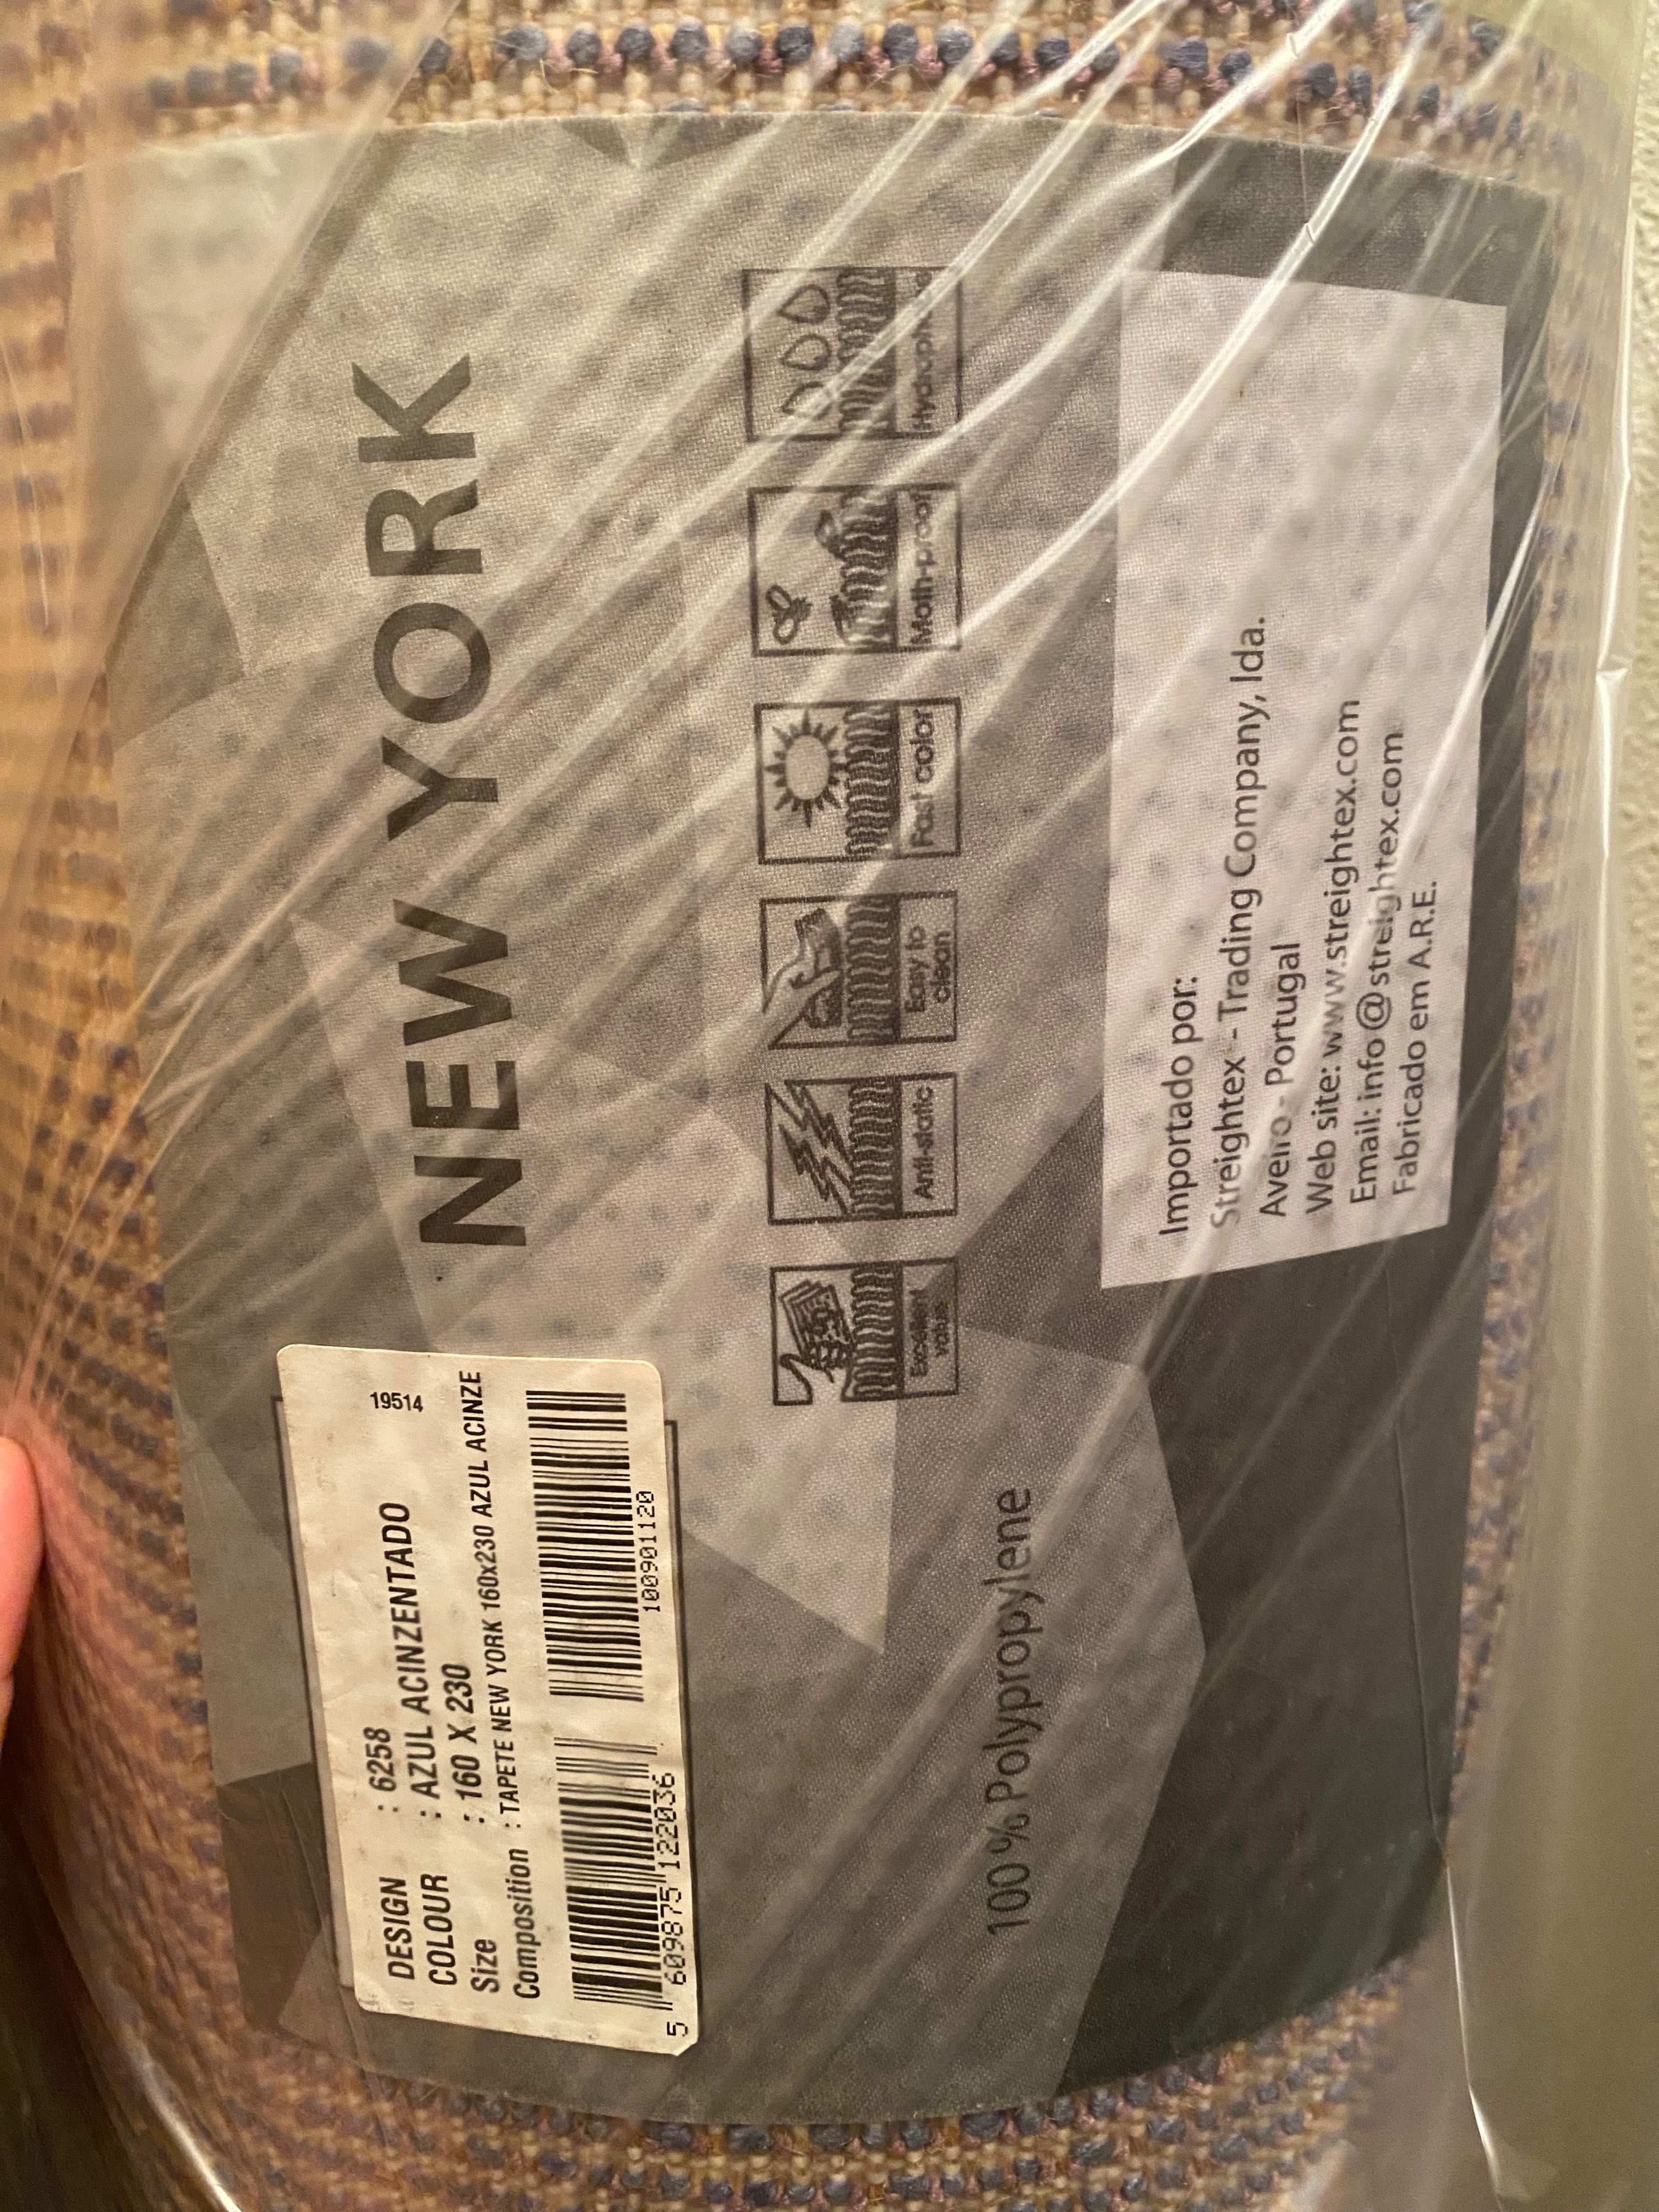 NEW YORK
DESIGN : 6258
19514
COLOUR : AZUL ACINZENTADO
Size : 160 X 230
Composition : TAPETE NEW YORK 160x230 AZUL ACINZE
5 609875 122036
100901120
Excellent value
Anti-static
Easy to clean
Fast color
Moth-proof
100 % Polypropylene
Importado por:
Streightex - Trading Company, lda.
Aveiro - Portugal
Web site: www.streightex.com
Email: info@streightex.com
Fabricado em A.R.E.